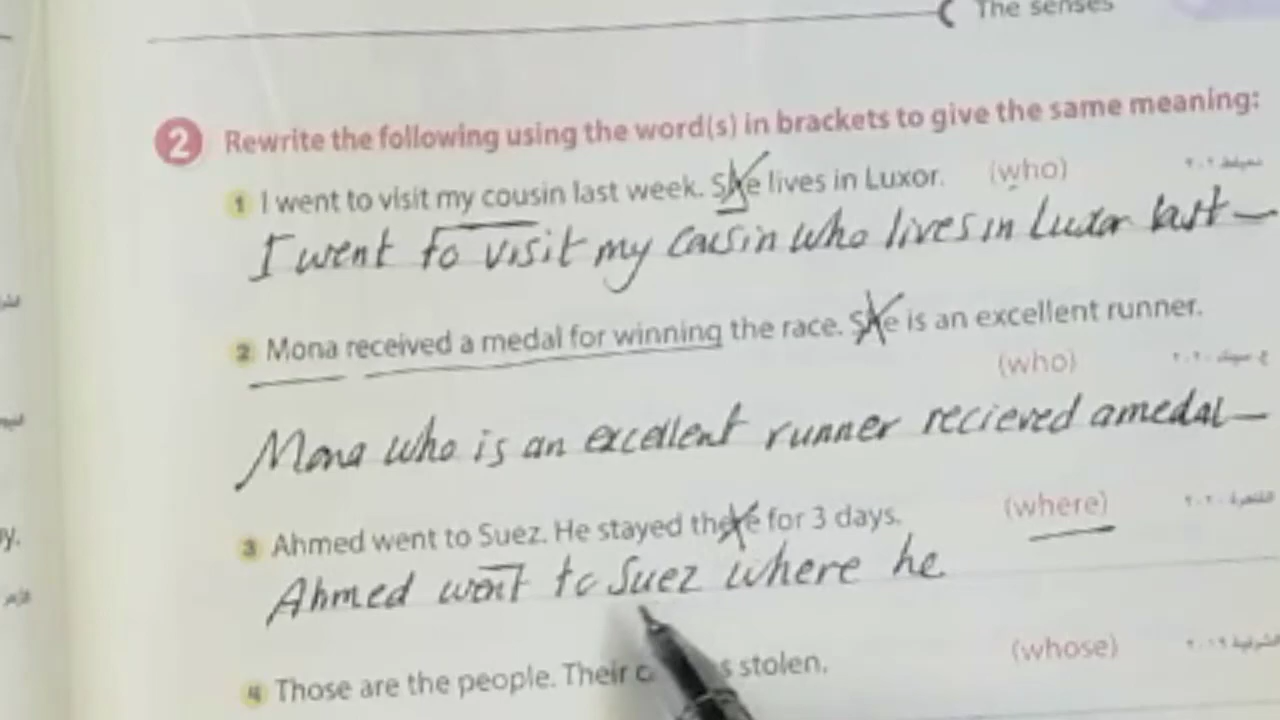 The senses
2 Rewrite the following using the word(s) in brackets to give the same meaning:
1 I went to visit my cousin last week. She lives in Luxor. (who)
I went to visit my cousin who lives in Luxor last
2 Mona received a medal for winning the race. She is an excellent runner.
(who)
Mona who is an excellent runner recieved a medal
3 Ahmed went to Suez. He stayed there for 3 days. (where)
Ahmed went to Suez where he
4 Those are the people. Their stolen. (whose)